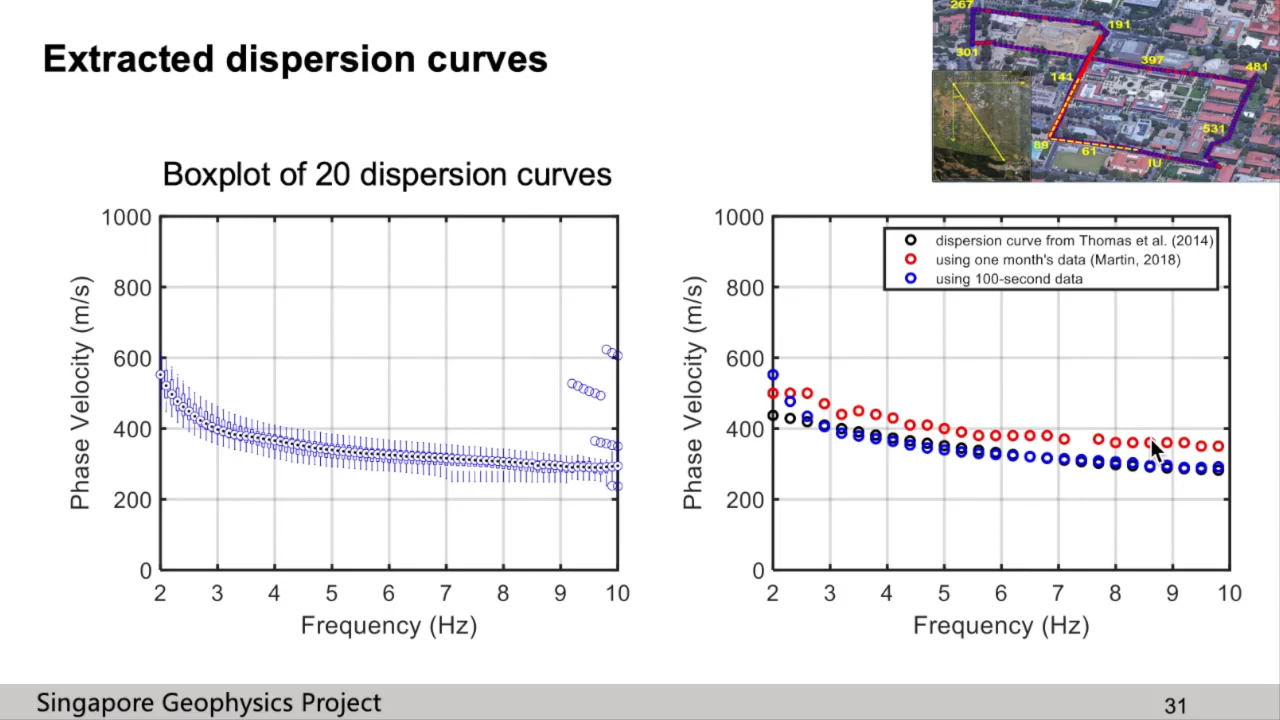 Extracted dispersion curves
267
191
301
397
481
141
531
89
61
IU
Boxplot of 20 dispersion curves
1000
800
600
400
200
0
Phase Velocity (m/s)
2 3 4 5 6 7 8 9 10
Frequency (Hz)
1000
800
600
400
200
0
Phase Velocity (m/s)
dispersion curve from Thomas et al. (2014)
using one month's data (Martin, 2018)
using 100-second data
2 3 4 5 6 7 8 9 10
Frequency (Hz)
Singapore Geophysics Project
31